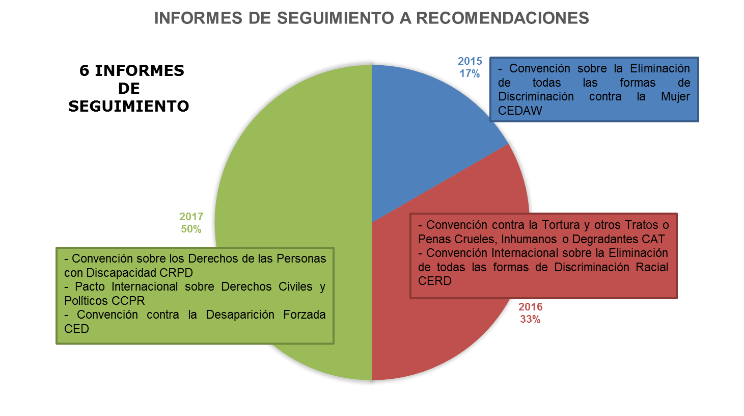 INFORMES DE SEGUIMIENTO A RECOMENDACIONES
6 INFORMES
DE
SEGUIMIENTO
2015
17%
- Convención sobre la Eliminación
de todas las formas de
Discriminación contra la Mujer
CEDAW
2017
50%
- Convención sobre los Derechos de las Personas
con Discapacidad CRPD
- Pacto Internacional sobre Derechos Civiles y
Políticos CCPR
- Convención contra la Desaparición Forzada
CED
- Convención contra la Tortura y otros Tratos o
Penas Crueles, Inhumanos o Degradantes CAT
- Convención Internacional sobre la Eliminación
de todas las formas de Discriminación Racial
CERD
2016
33%